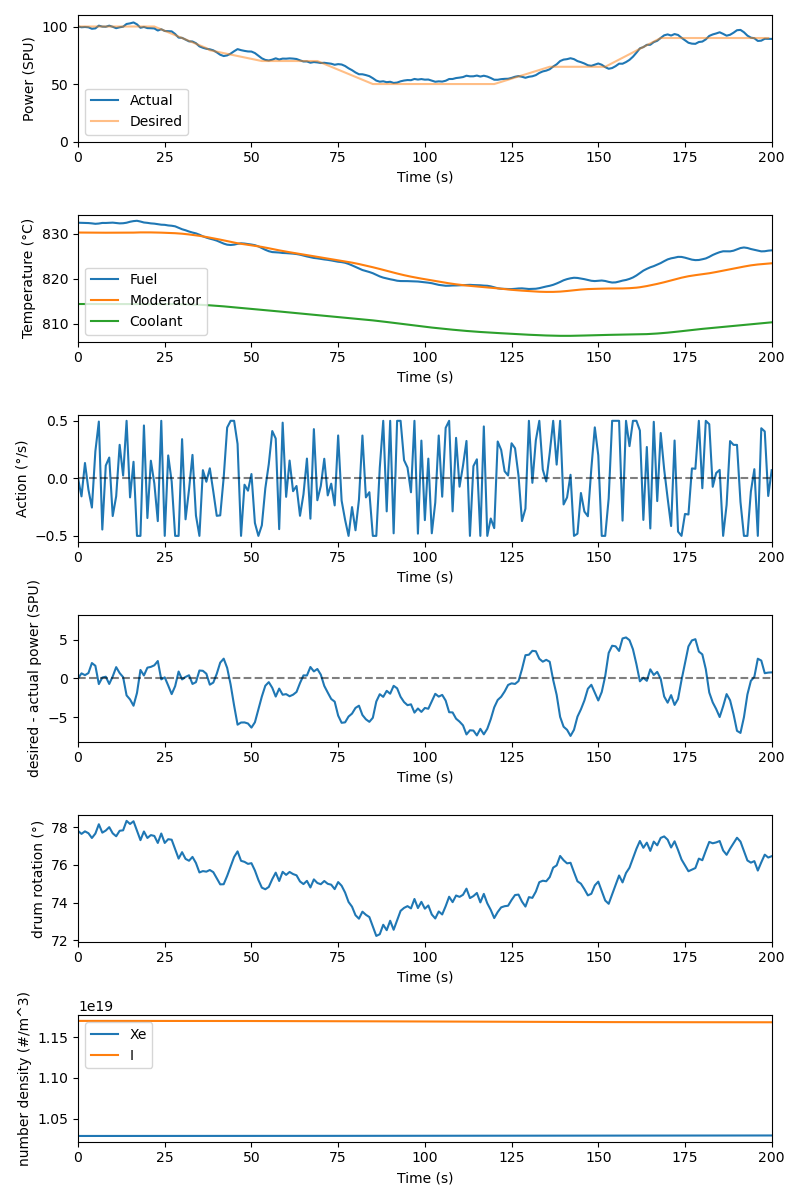 Power (SPU)
100
50
0
Actual
Desired
0 25 50 75 100 125 150 175 200
Time (s)
Temperature (°C)
830
820
810
Fuel
Moderator
Coolant
0 25 50 75 100 125 150 175 200
Time (s)
Action (°/s)
0.5
0.0
−0.5
0 25 50 75 100 125 150 175 200
Time (s)
desired - actual power (SPU)
5
0
−5
0 25 50 75 100 125 150 175 200
Time (s)
drum rotation (°)
78
76
74
72
0 25 50 75 100 125 150 175 200
Time (s)
number density (#/m^3)
1e19
1.15
1.10
1.05
Xe
I
0 25 50 75 100 125 150 175 200
Time (s)